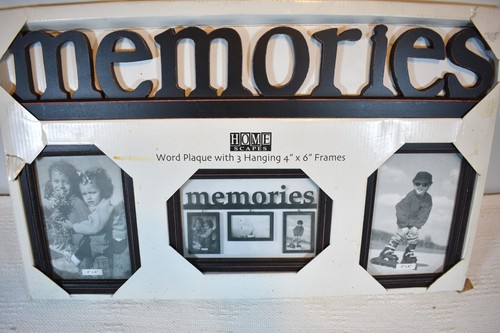 memories
HOME
SCAPES
Word Plaque with 3 Hanging 4" x 6" Frames
memories